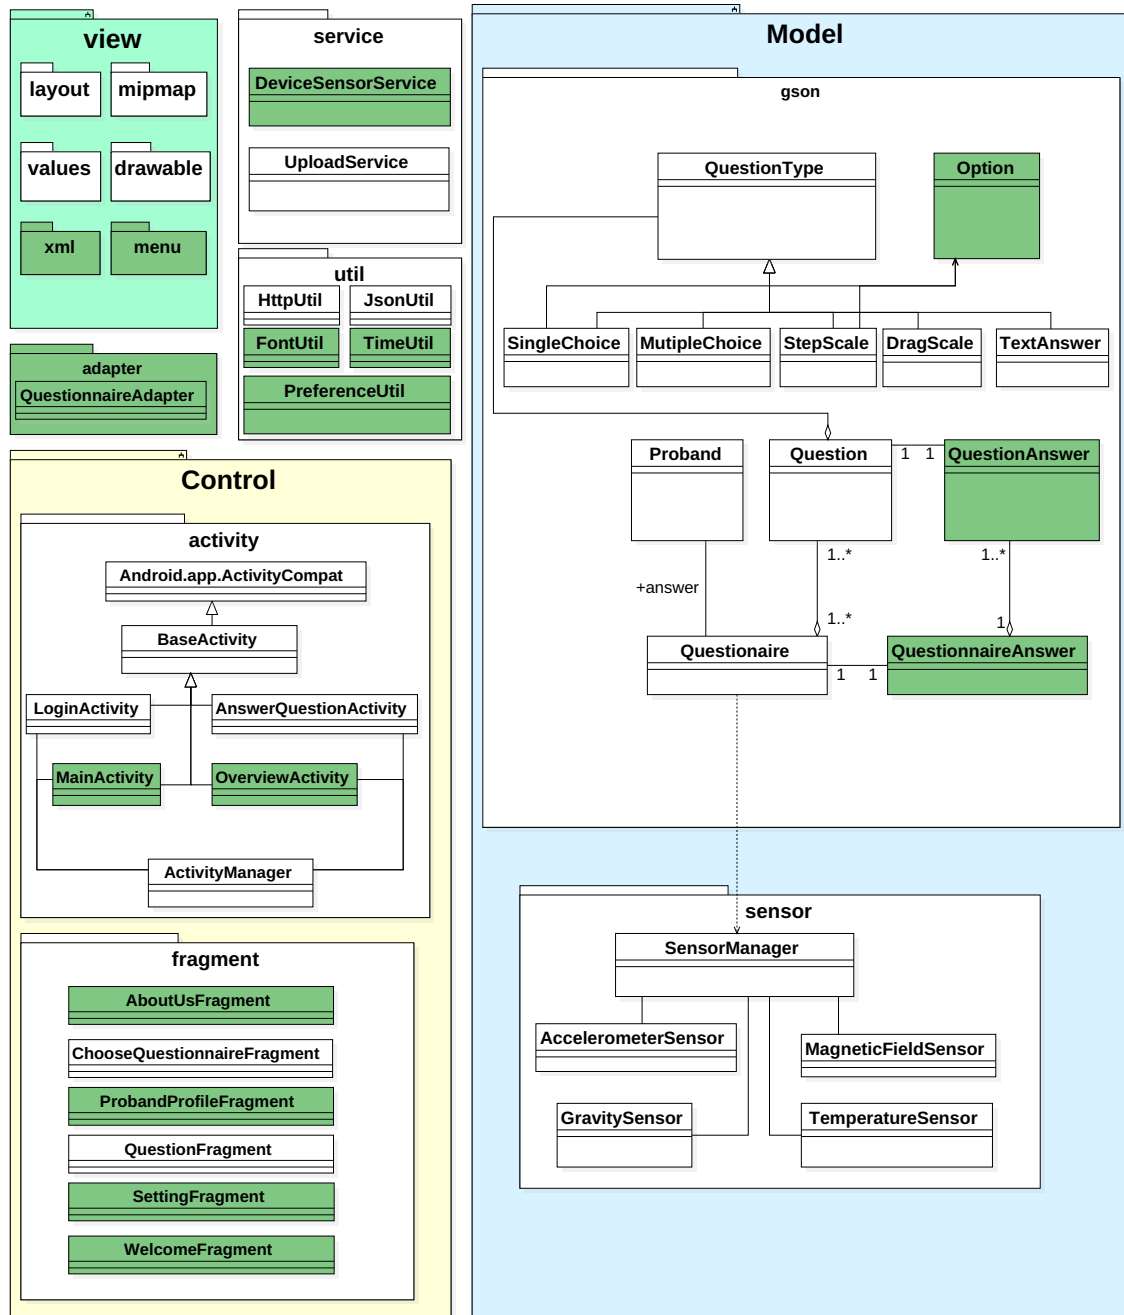 view
layout
mipmap
values
drawable
xml
menu
adapter
QuestionnaireAdapter
service
DeviceSensorService
UploadService
util
HttpUtil
JsonUtil
FontUtil
TimeUtil
PreferenceUtil
Control
activity
Android.app.ActivityCompat
BaseActivity
LoginActivity
AnswerQuestionActivity
MainActivity
OverviewActivity
ActivityManager
fragment
AboutUsFragment
ChooseQuestionnaireFragment
ProbandProfileFragment
QuestionFragment
SettingFragment
WelcomeFragment
Model
gson
QuestionType
Option
SingleChoice
MutipleChoice
StepScale
DragScale
TextAnswer
Proband
Question
1
1
QuestionAnswer
1..*
1..*
+answer
1..*
1
Questionaire
1
1
QuestionnaireAnswer
sensor
SensorManager
AccelerometerSensor
MagneticFieldSensor
GravitySensor
TemperatureSensor